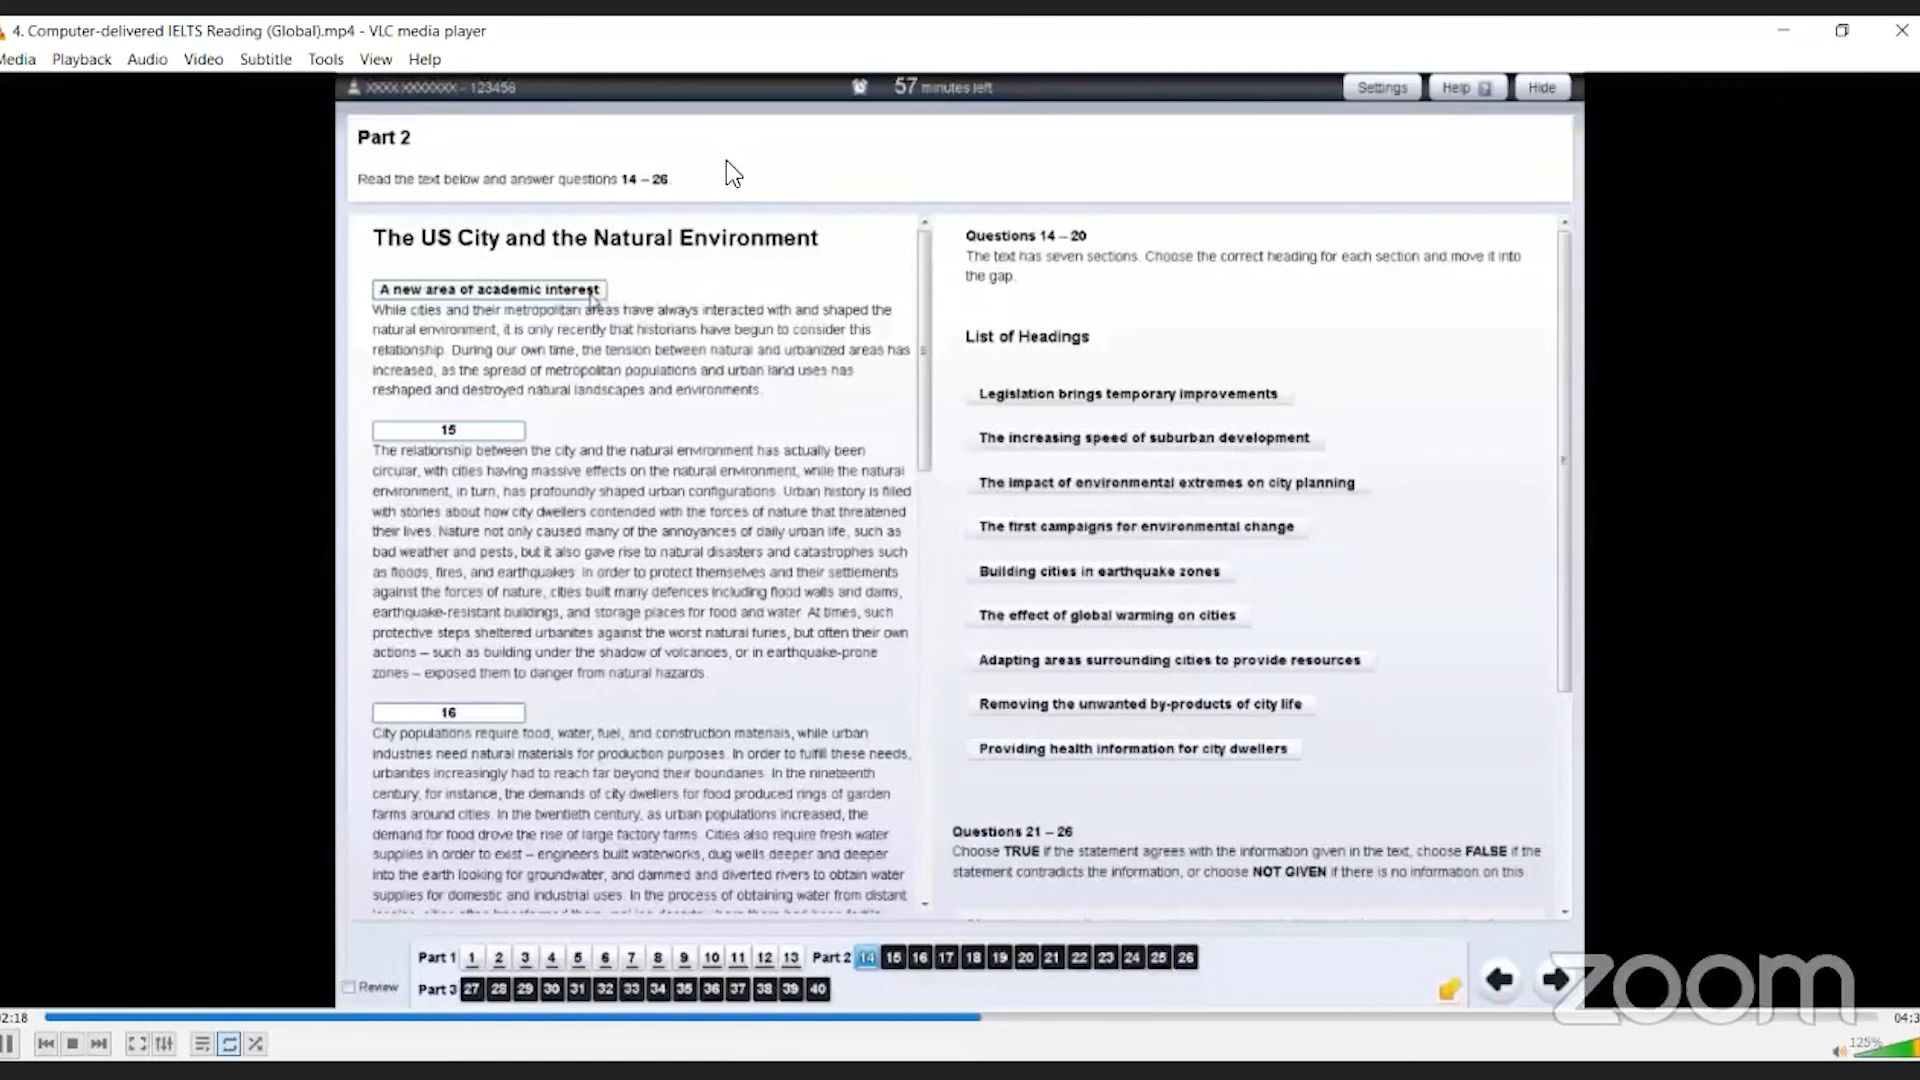 4. Computer-delivered IELTS Reading (Global).mp4 - VLC media player
Media Playback Audio Video Subtitle Tools View Help
XXXX XXXXXXX - 123456
57 minutes left
Settings Help ? Hide
Part 2
Read the text below and answer questions 14 – 26.
The US City and the Natural Environment
A new area of academic interest
While cities and their metropolitan areas have always interacted with and shaped the
natural environment, it is only recently that historians have begun to consider this
relationship. During our own time, the tension between natural and urbanized areas has
increased, as the spread of metropolitan populations and urban land uses has
reshaped and destroyed natural landscapes and environments.
15
The relationship between the city and the natural environment has actually been
circular, with cities having massive effects on the natural environment, while the natural
environment, in turn, has profoundly shaped urban configurations. Urban history is filled
with stories about how city dwellers contended with the forces of nature that threatened
their lives. Nature not only caused many of the annoyances of daily urban life, such as
bad weather and pests, but it also gave rise to natural disasters and catastrophes such
as floods, fires, and earthquakes. In order to protect themselves and their settlements
against the forces of nature, cities built many defences including flood walls and dams,
earthquake-resistant buildings, and storage places for food and water. At times, such
protective steps sheltered urbanites against the worst natural furies, but often their own
actions – such as building under the shadow of volcanoes, or in earthquake-prone
zones – exposed them to danger from natural hazards.
16
City populations require food, water, fuel, and construction materials, while urban
industries need natural materials for production purposes. In order to fulfill these needs,
urbanites increasingly had to reach far beyond their boundaries. In the nineteenth
century, for instance, the demands of city dwellers for food produced rings of garden
farms around cities. In the twentieth century, as urban populations increased, the
demand for food drove the rise of large factory farms. Cities also require fresh water
supplies in order to exist – engineers built waterworks, dug wells deeper and deeper
into the earth looking for groundwater, and dammed and diverted rivers to obtain water
supplies for domestic and industrial uses. In the process of obtaining water from distant
Questions 14 – 20
The text has seven sections. Choose the correct heading for each section and move it into
the gap.
List of Headings
Legislation brings temporary improvements
The increasing speed of suburban development
The impact of environmental extremes on city planning
The first campaigns for environmental change
Building cities in earthquake zones
The effect of global warming on cities
Adapting areas surrounding cities to provide resources
Removing the unwanted by-products of city life
Providing health information for city dwellers
Questions 21 – 26
Choose TRUE if the statement agrees with the information given in the text, choose FALSE if the
statement contradicts the information, or choose NOT GIVEN if there is no information on this.
Part 1 1 2 3 4 5 6 7 8 9 10 11 12 13 Part 2 14 15 16 17 18 19 20 21 22 23 24 25 26
Review
Part 3 27 28 29 30 31 32 33 34 35 36 37 38 39 40
zoom
2:18
04:3
125%